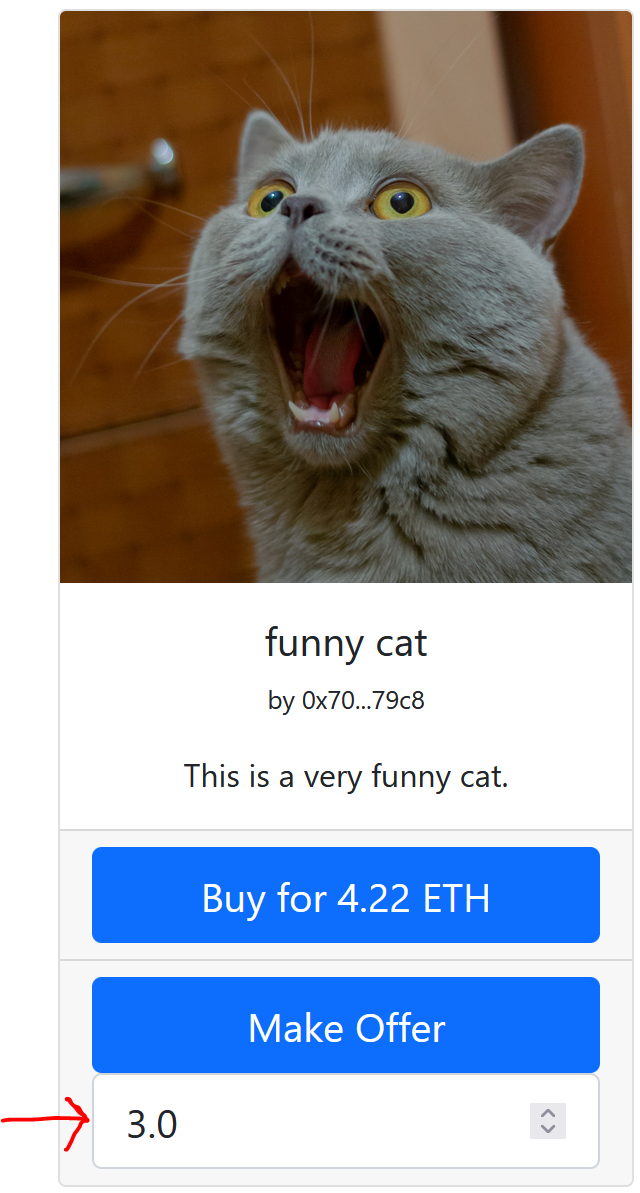 funny cat
by 0x70...79c8
This is a very funny cat.
Buy for 4.22 ETH
Make Offer
3.0